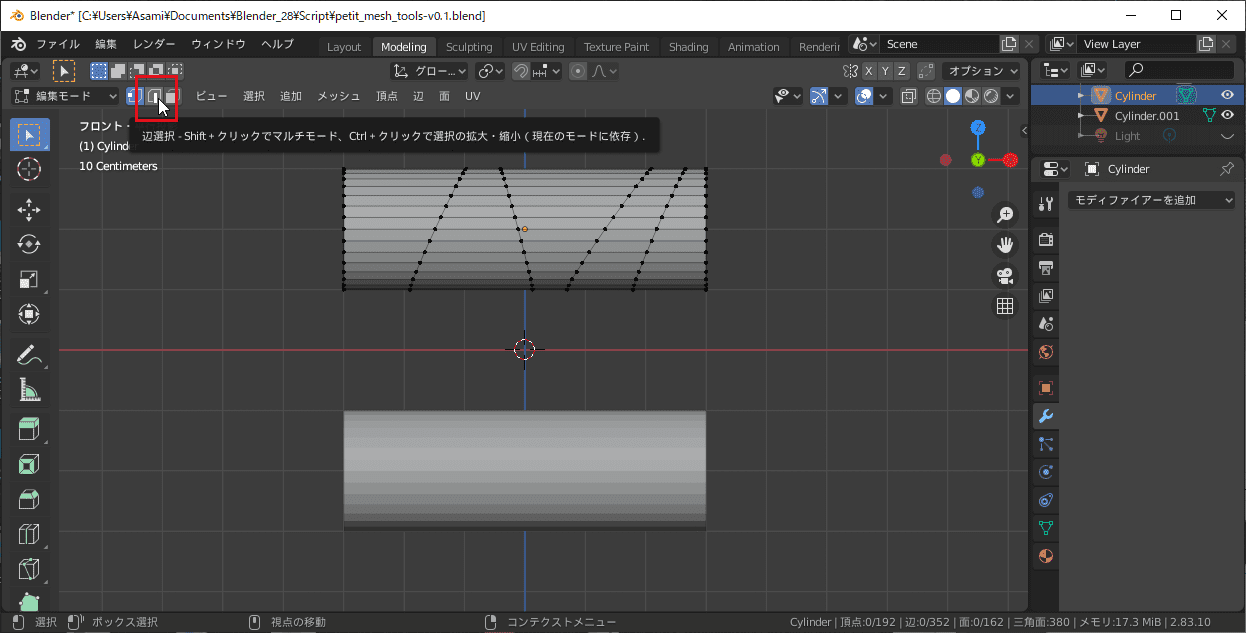 Blender* [C:¥Users¥Asami¥Documents¥Blender_28¥Script¥petit_mesh_tools-v0.1.blend]
ファイル 編集 レンダー ウィンドウ ヘルプ Layout Modeling Sculpting UV Editing Texture Paint Shading Animation Renderin Scene View Layer
グロー... X Y Z オプション
編集モード ビュー 選択 追加 メッシュ 頂点 辺 面 UV
Cylinder
Cylinder.001
Light
フロント・
辺選択 - Shift + クリックでマルチモード、Ctrl + クリックで選択の拡大・縮小 ( 現在のモードに依存 ) .
(1) Cylinde
10 Centimeters
Z
Y
Cylinder
モディファイアーを追加
選択 ボックス選択 視点の移動 コンテクストメニュー Cylinder | 頂点:0/192 | 辺:0/352 | 面:0/162 | 三角面:380 | メモリ:17.3 MiB | 2.83.10